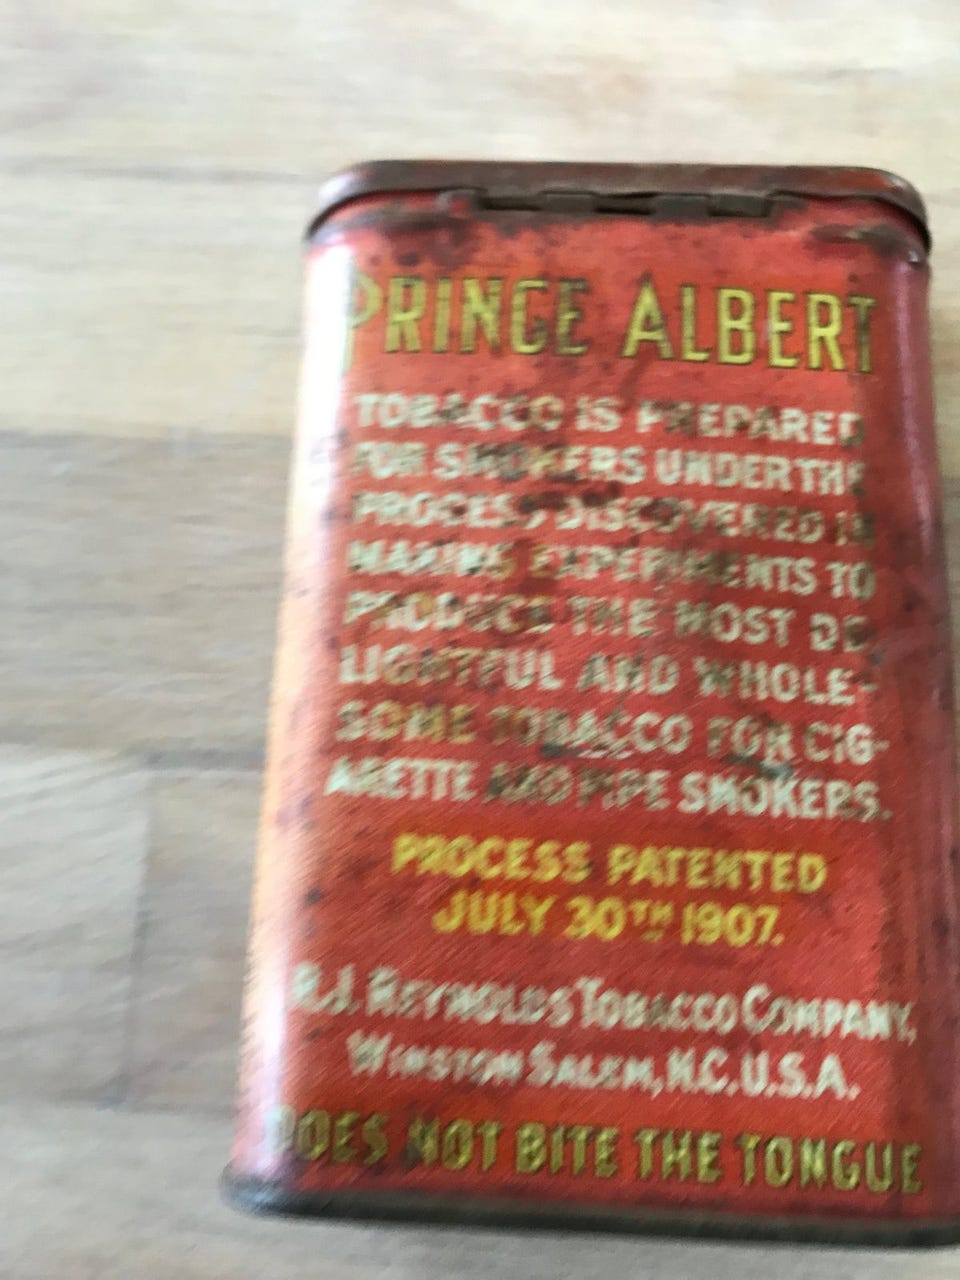 PRINCE ALBERT
TOBACCO IS PREPARED
FOR SMOKERS UNDER THE
PROCESS DISCOVERED IN
MAKING EXPERIMENTS TO
PRODUCE THE MOST DE-
LIGHTFUL AND WHOLE-
SOME TOBACCO FOR CIG-
ARETTE AND PIPE SMOKERS.
PROCESS PATENTED
JULY 30TH 1907.
R.J. REYNOLDS TOBACCO COMPANY,
WINSTON SALEM, N.C. U.S.A.
DOES NOT BITE THE TONGUE